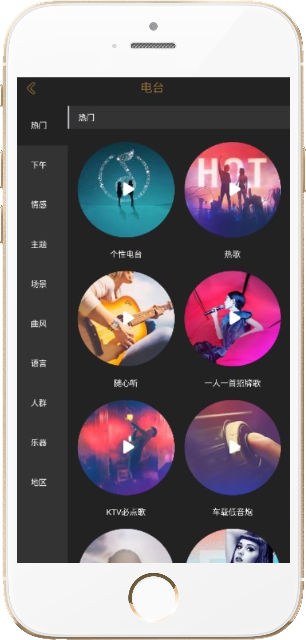 电台
热门
下午
情感
主题
场景
曲风
语言
人群
乐器
地区
热门
HOT
个性电台
热歌
随心听
一人一首招牌歌
KTV必点歌
车载低音炮